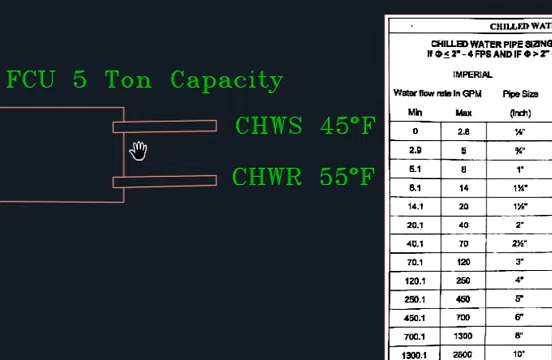 FCU 5 Ton Capacity
CHWS 45°F
CHWR 55°F
CHILLED WAT
CHILLED WATER PIPE SIZING
If Φ ≤ 2" - 4 FPS AND IF Φ > 2" -
IMPERIAL
Water flow rate in GPM Pipe Size
Min Max (Inch)
0 2.8 ½"
2.9 5 ¾"
5.1 8 1"
8.1 14 1¼"
14.1 20 1½"
20.1 40 2"
40.1 70 2½"
70.1 120 3"
120.1 250 4"
250.1 450 5"
450.1 700 6"
700.1 1300 8"
1300.1 2500 10"